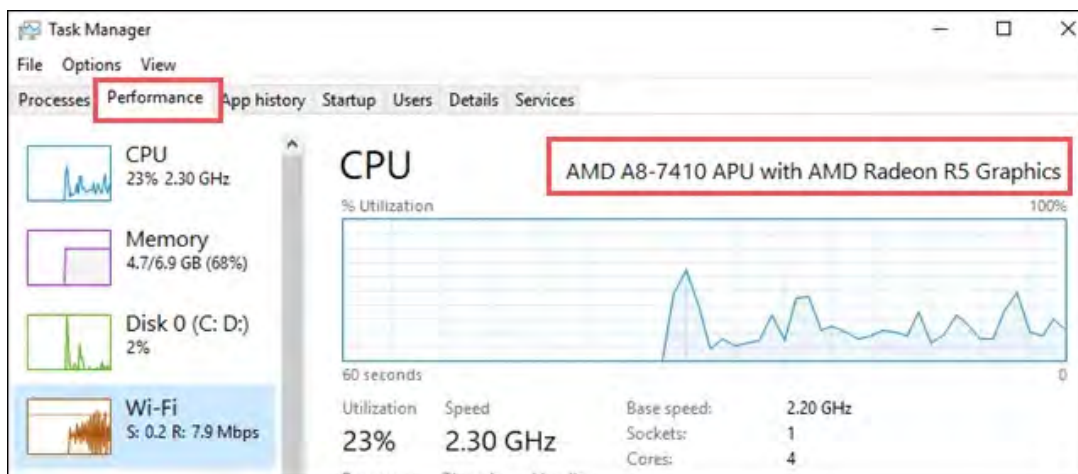 Task Manager
File Options View
Processes Performance App history Startup Users Details Services
CPU
23% 2.30 GHz
Memory
4.7/6.9 GB (68%)
Disk 0 (C: D:)
2%
Wi-Fi
S: 0.2 R: 7.9 Mbps
CPU
AMD A8-7410 APU with AMD Radeon R5 Graphics
% Utilization 100%
60 seconds 0
Utilization Speed Base speed: 2.20 GHz
23% 2.30 GHz Sockets: 1
Cores: 4